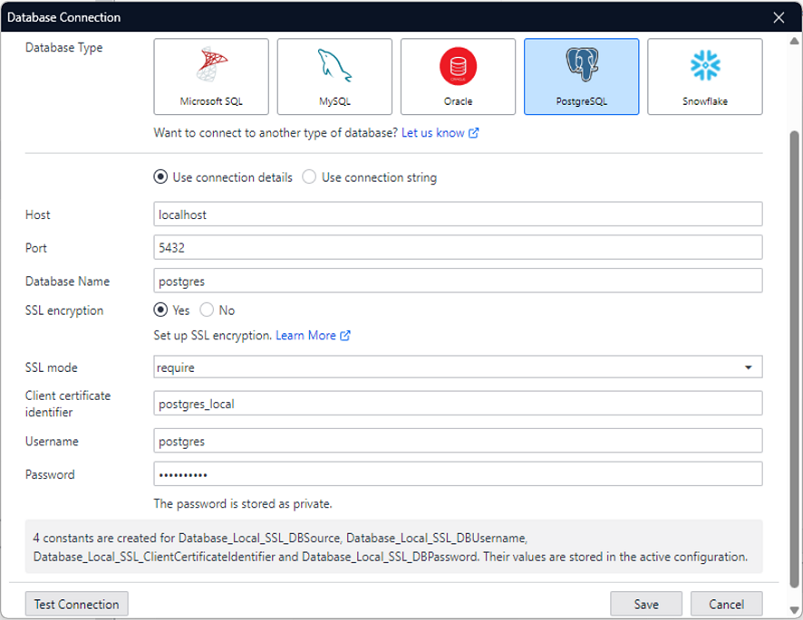 Database Connection
Database Type
Microsoft SQL
MySQL
ORACLE
Oracle
PostgreSQL
Snowflake
Want to connect to another type of database? Let us know
Use connection details Use connection string
Host localhost
Port 5432
Database Name postgres
SSL encryption Yes No
Set up SSL encryption. Learn More
SSL mode require
Client certificate
identifier
postgres_local
Username postgres
Password ••••••••••
The password is stored as private.
4 constants are created for Database_Local_SSL_DBSource, Database_Local_SSL_DBUsername,
Database_Local_SSL_ClientCertificateIdentifier and Database_Local_SSL_DBPassword. Their values are stored in the active configuration.
Test Connection Save Cancel